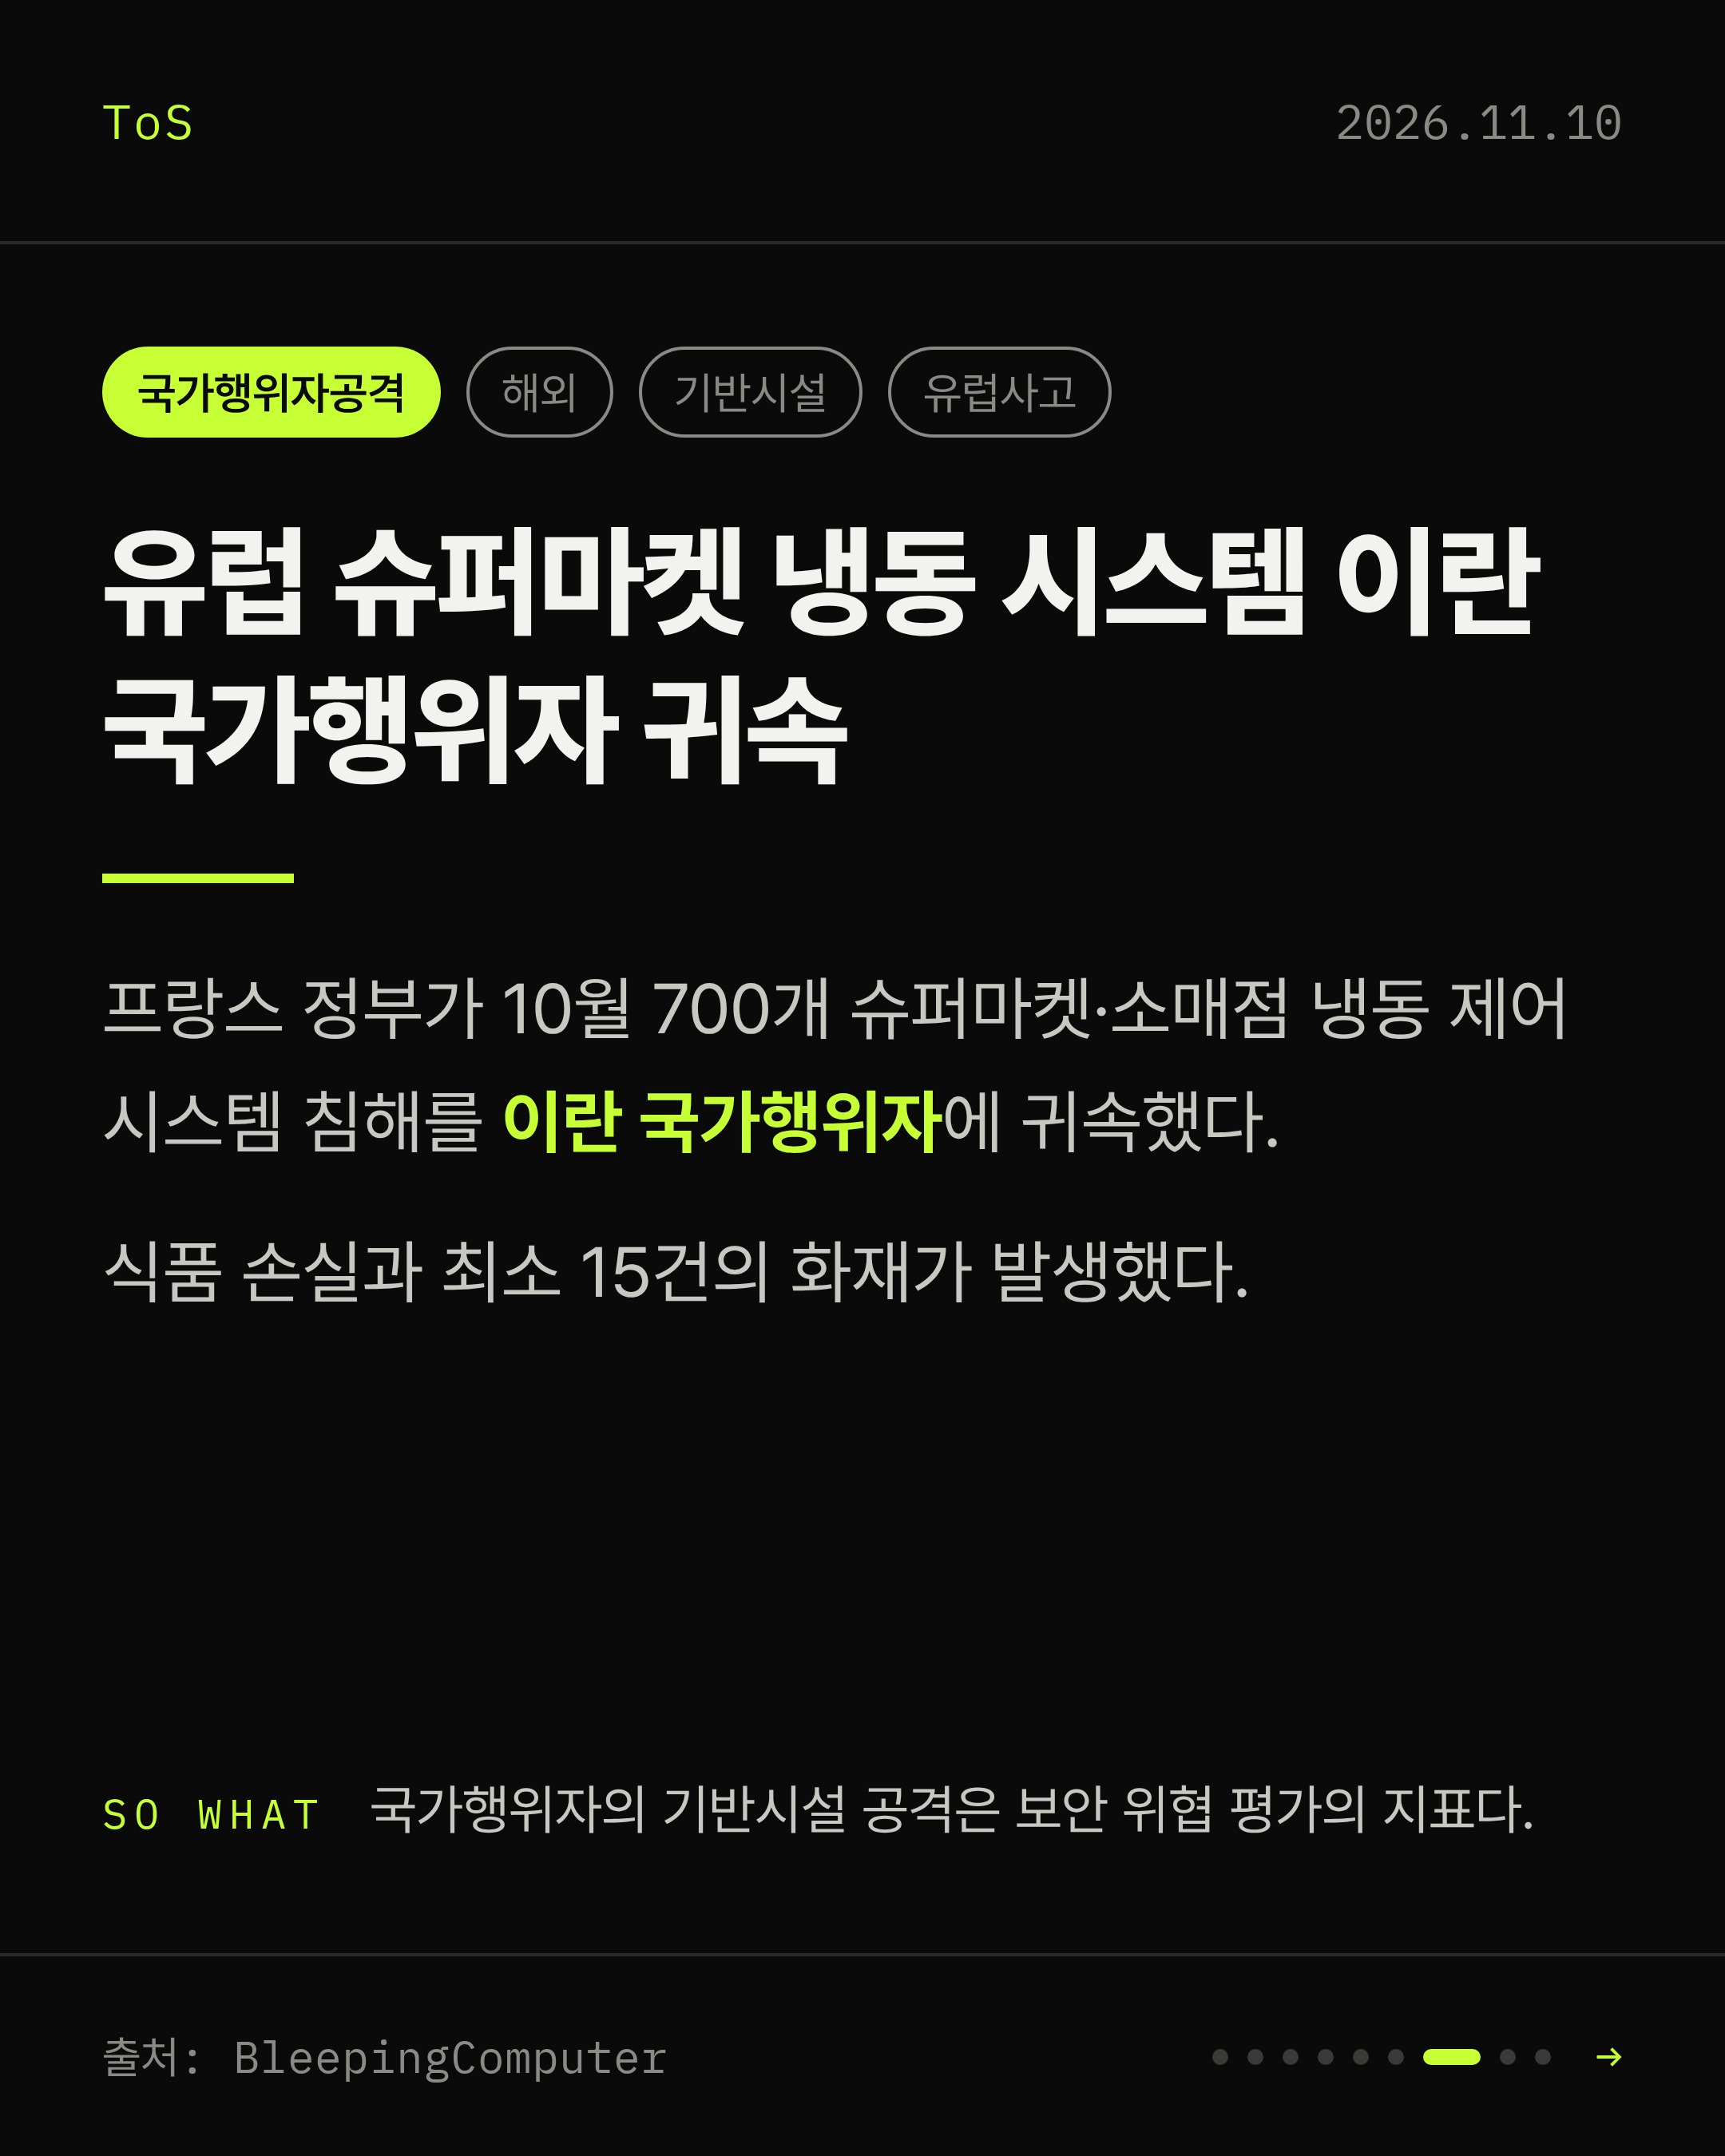 ToS
2026.11.10
국가행위자공격 해외 기반시설 유럽사고
유럽 슈퍼마켓 냉동 시스템 이란
국가행위자 귀속
프랑스 정부가 10월 700개 슈퍼마켓·소매점 냉동 제어
시스템 침해를 이란 국가행위자에 귀속했다.
식품 손실과 최소 15건의 화재가 발생했다.
SO WHAT 국가행위자의 기반시설 공격은 보안 위협 평가의 지표다.
출처: BleepingComputer
→